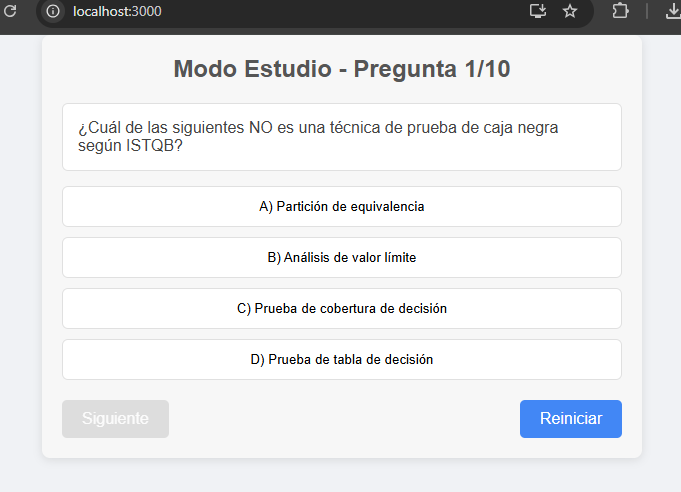 localhost:3000
Modo Estudio - Pregunta 1/10
¿Cuál de las siguientes NO es una técnica de prueba de caja negra
según ISTQB?
A) Partición de equivalencia
B) Análisis de valor límite
C) Prueba de cobertura de decisión
D) Prueba de tabla de decisión
Siguiente
Reiniciar